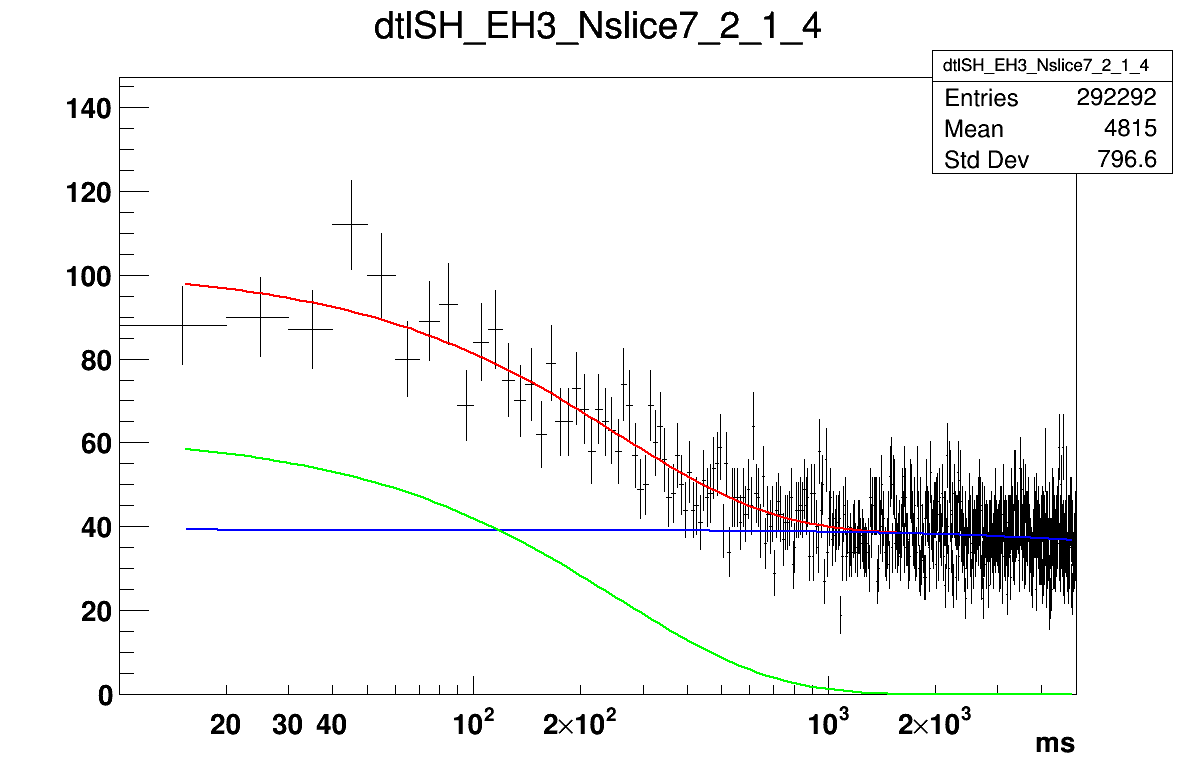 dtlSH_EH3_Nslice7_2_1_4
dtlSH_EH3_Nslice7_2_1_4
Entries 292292
Mean 4815
Std Dev 796.6
140
120
100
80
60
40
20
0
20 30 40 10² 2×10² 10³ 2×10³
ms